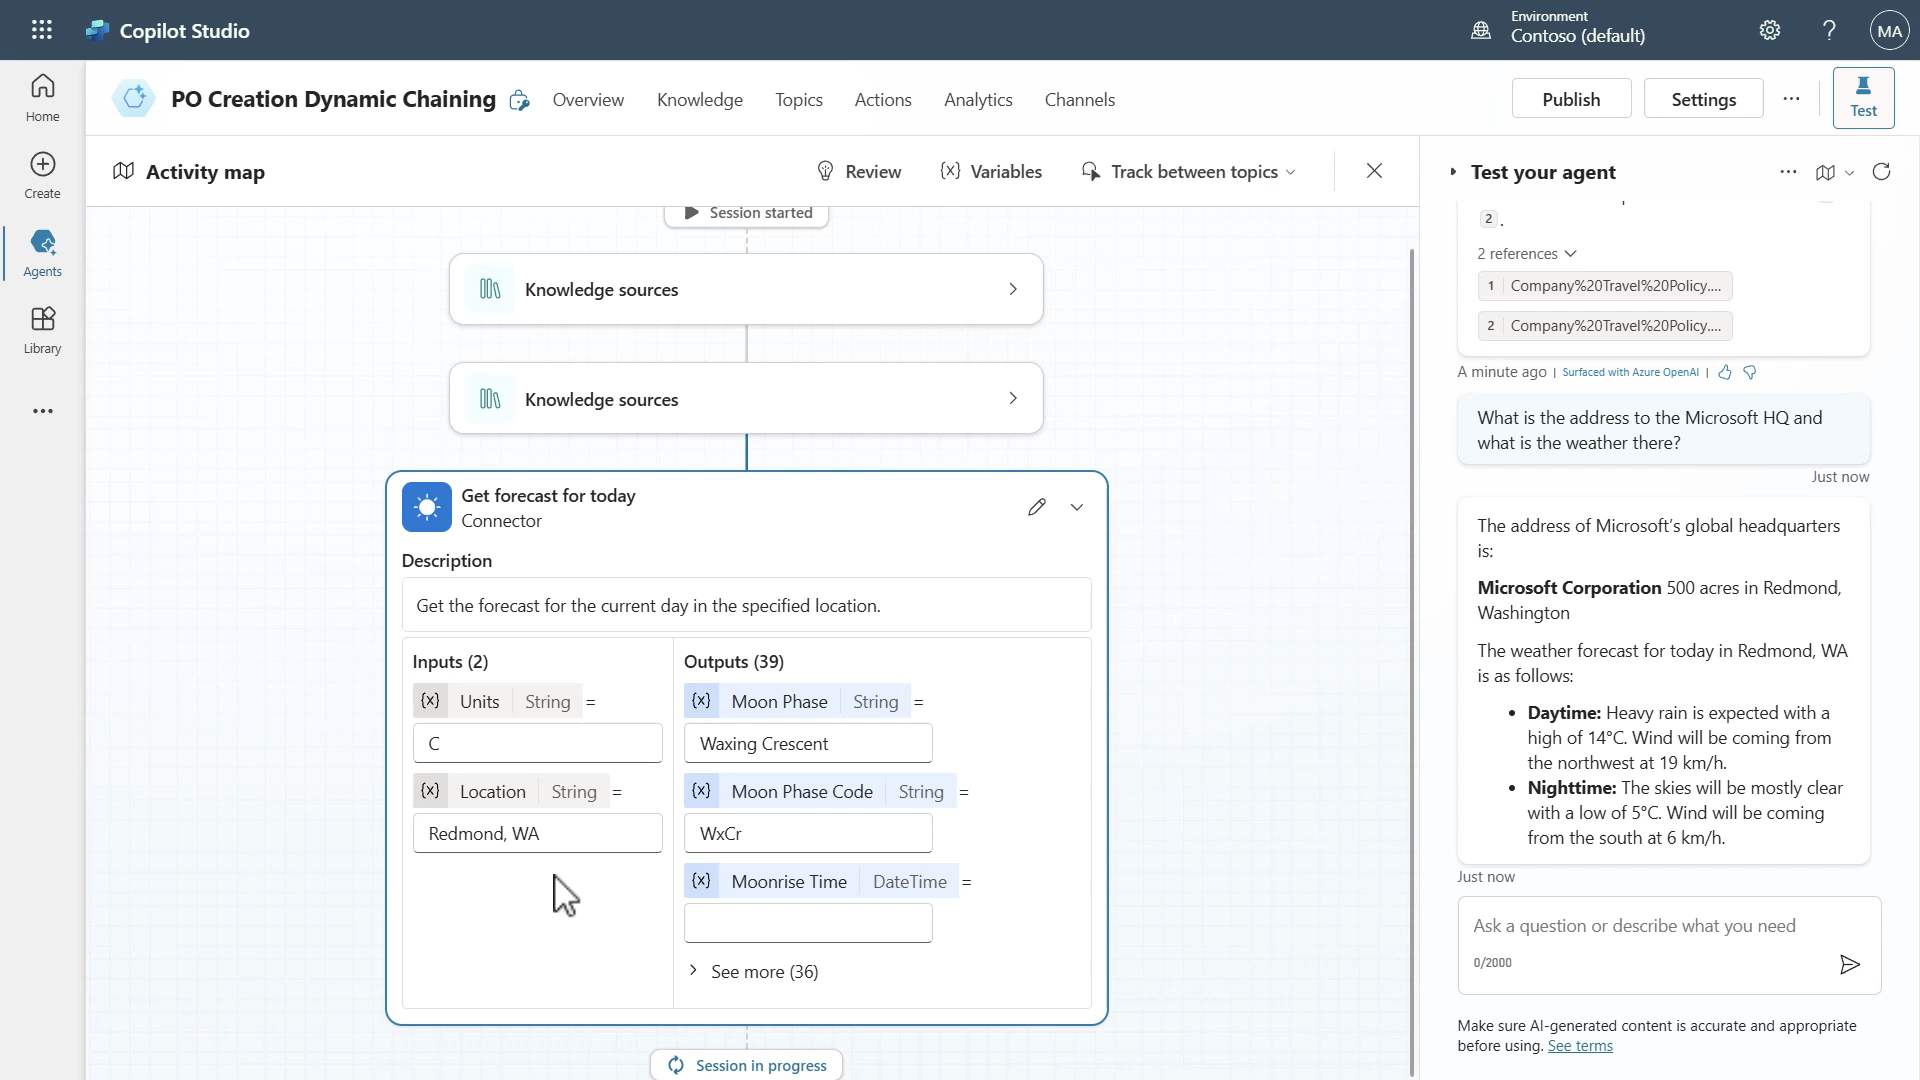 Copilot Studio
Environment
Contoso (default)
MA
Home
Create
Agents
Library
PO Creation Dynamic Chaining
Overview
Knowledge
Topics
Actions
Analytics
Channels
Publish
Settings
Test
Activity map
Review
{x} Variables
Track between topics
Session started
Knowledge sources
Knowledge sources
Get forecast for today
Connector
Description
Get the forecast for the current day in the specified location.
Inputs (2)
{x} Units String =
C
{x} Location String =
Redmond, WA
Outputs (39)
{x} Moon Phase String =
Waxing Crescent
{x} Moon Phase Code String =
WxCr
{x} Moonrise Time DateTime =
See more (36)
Session in progress
Test your agent
2 .
2 references
1 Company%20Travel%20Policy....
2 Company%20Travel%20Policy....
A minute ago | Surfaced with Azure OpenAI |
What is the address to the Microsoft HQ and
what is the weather there?
Just now
The address of Microsoft's global headquarters
is:
Microsoft Corporation 500 acres in Redmond,
Washington
The weather forecast for today in Redmond, WA
is as follows:
• Daytime: Heavy rain is expected with a
high of 14°C. Wind will be coming from
the northwest at 19 km/h.
• Nighttime: The skies will be mostly clear
with a low of 5°C. Wind will be coming
from the south at 6 km/h.
Just now
Ask a question or describe what you need
0/2000
Make sure AI-generated content is accurate and appropriate
before using. See terms